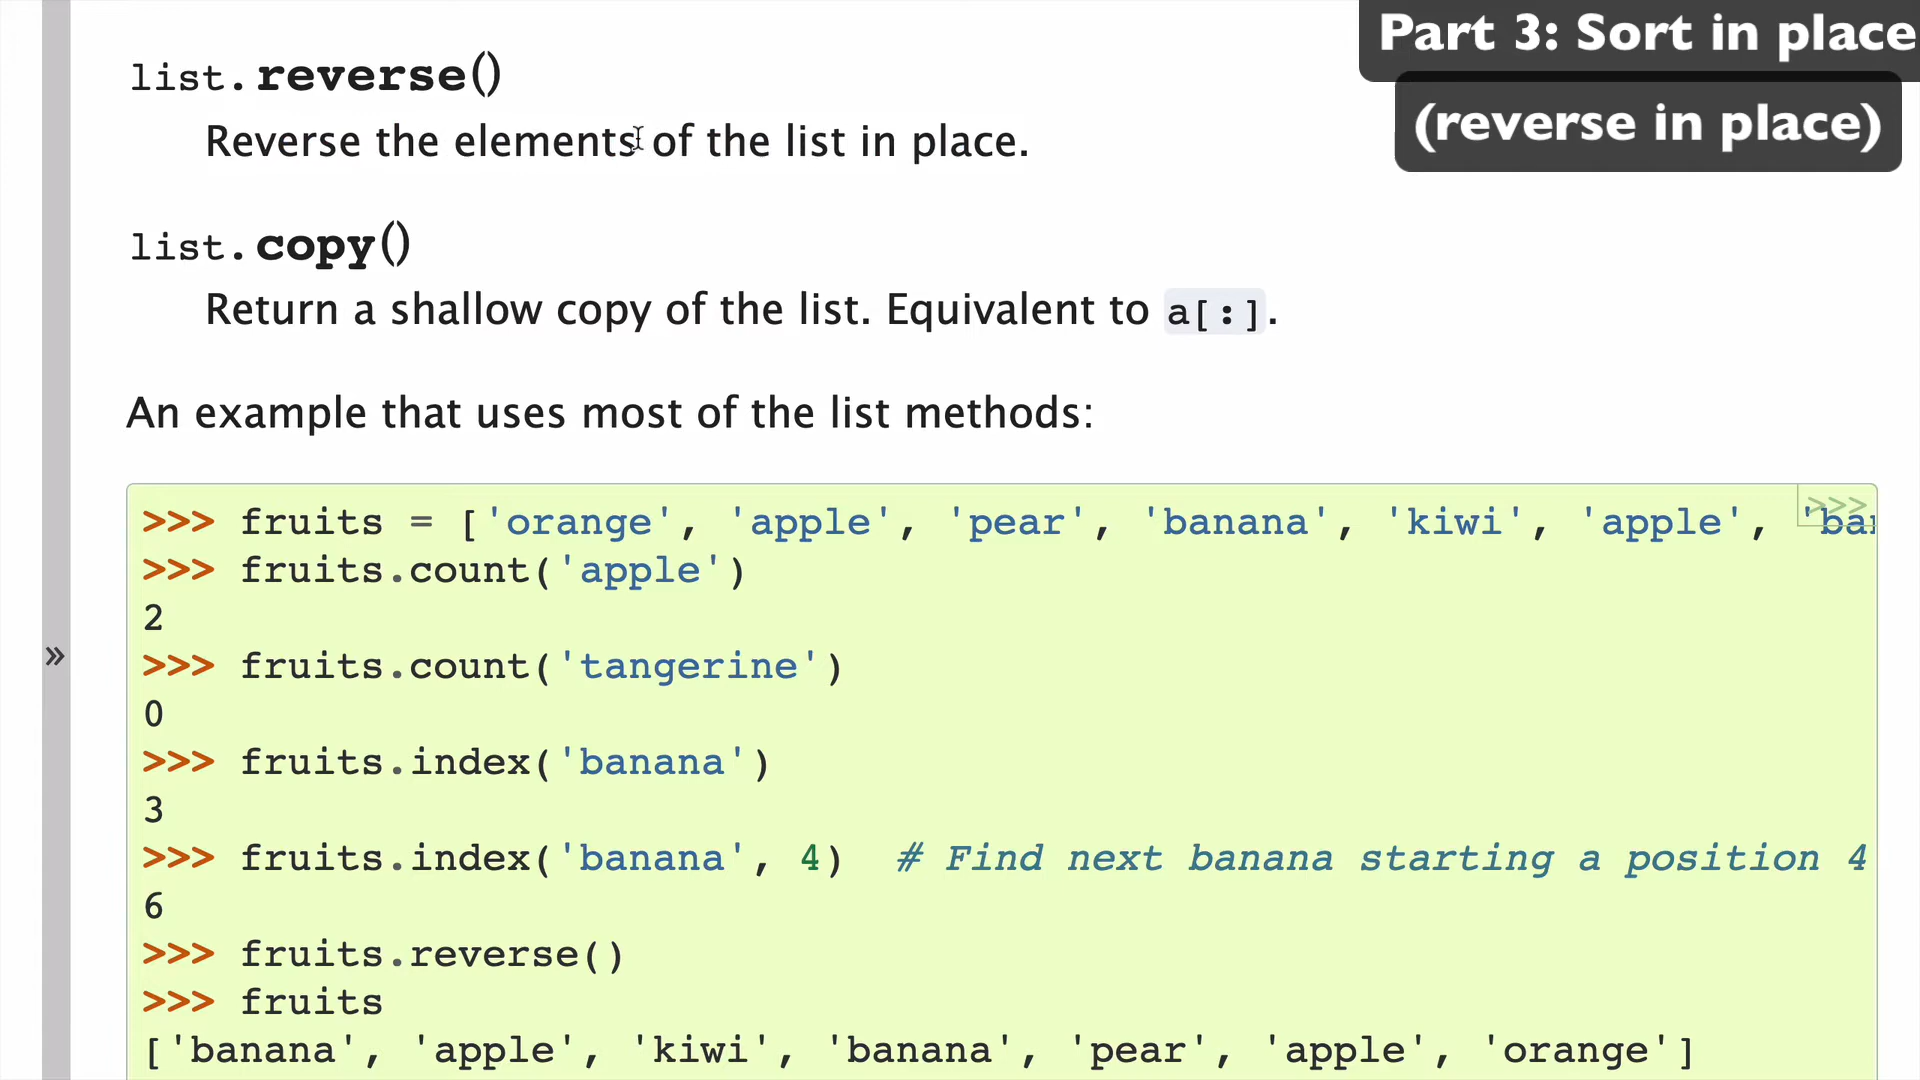 Part 3: Sort in place
(reverse in place)
list.reverse()
Reverse the elements of the list in place.
list.copy()
Return a shallow copy of the list. Equivalent to a[:].
An example that uses most of the list methods:
>>>
>>> fruits = ['orange', 'apple', 'pear', 'banana', 'kiwi', 'apple', 'ban
>>> fruits.count('apple')
2
>>> fruits.count('tangerine')
0
>>> fruits.index('banana')
3
>>> fruits.index('banana', 4)  # Find next banana starting a position 4
6
>>> fruits.reverse()
>>> fruits
['banana', 'apple', 'kiwi', 'banana', 'pear', 'apple', 'orange']
»